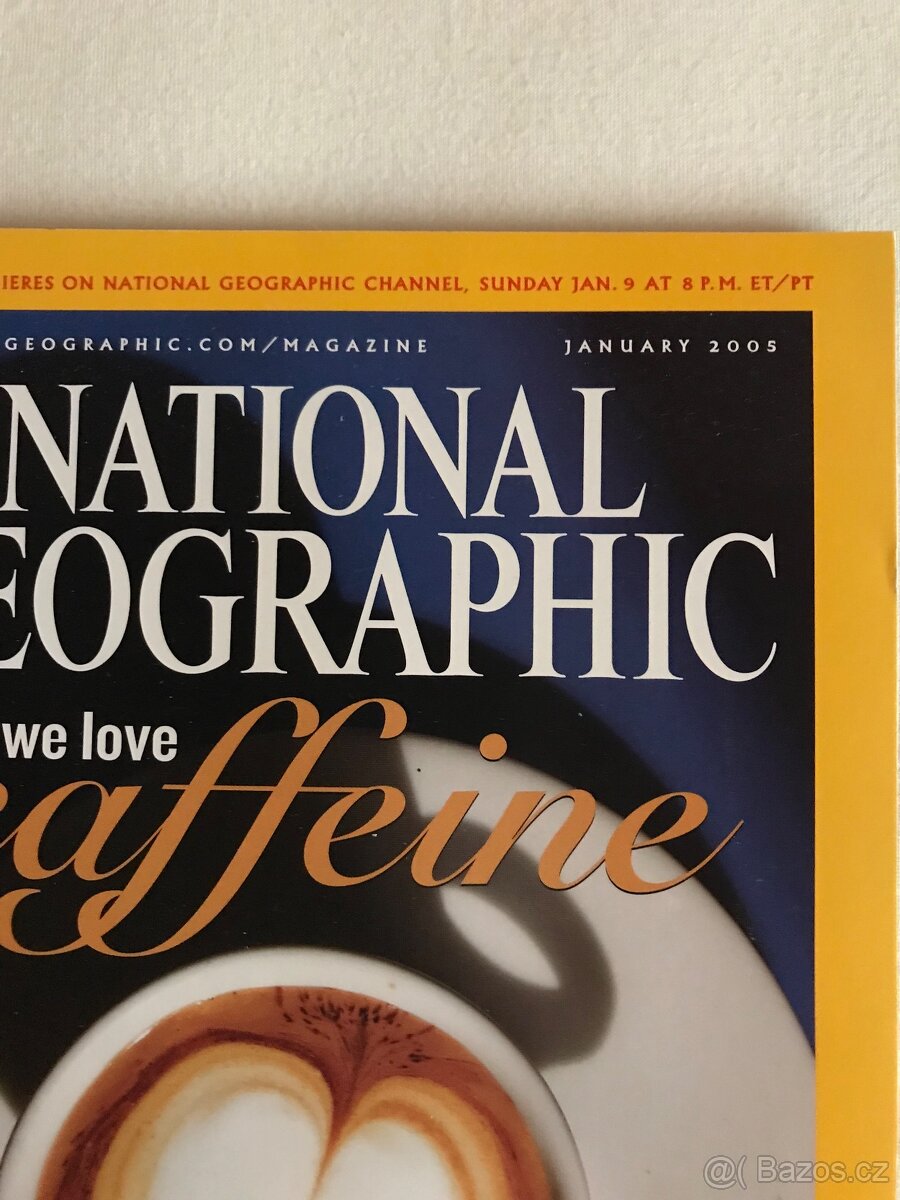 IERES ON NATIONAL GEOGRAPHIC CHANNEL, SUNDAY JAN. 9 AT 8 P.M. ET/PT
GEOGRAPHIC.COM/MAGAZINE JANUARY 2005
NATIONAL
EOGRAPHIC
we love
caffeine
@( Bazos.cz